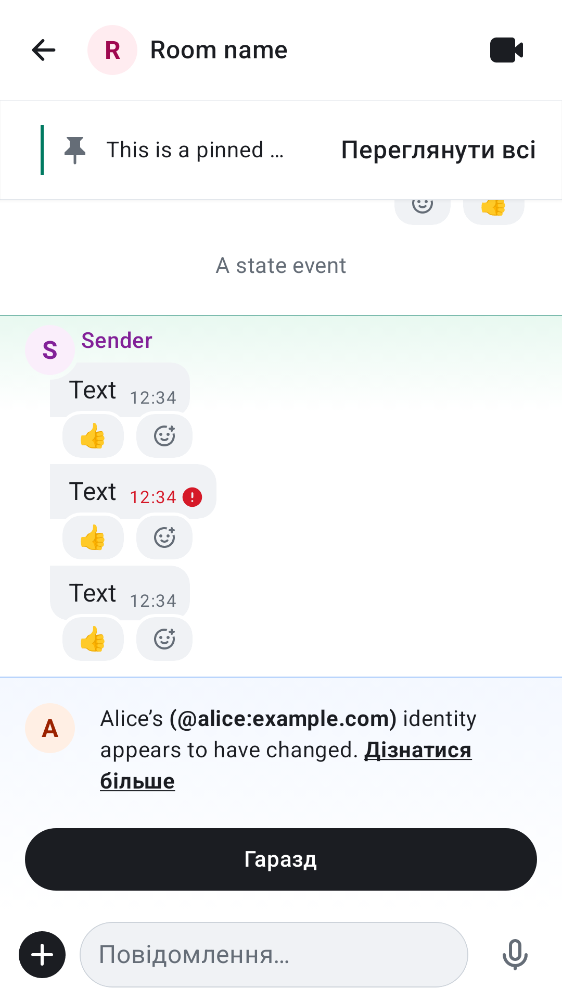 R Room name
This is a pinned … Переглянути всі
👍
A state event
S Sender
Text 12:34
👍
Text 12:34
👍
Text 12:34
👍
A Alice's (@alice:example.com) identity
appears to have changed. Дізнатися
більше
Гаразд
Повідомлення…